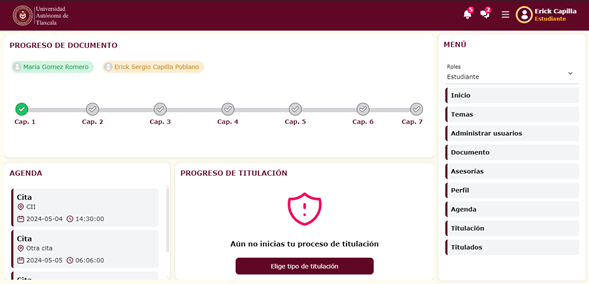 Universidad
Autónoma de
Tlaxcala
5
2
Erick Capilla
Estudiante
PROGRESO DE DOCUMENTO
Maria Gomez Romero
Erick Sergio Capilla Poblano
Cap. 1
Cap. 2
Cap. 3
Cap. 4
Cap. 5
Cap. 6
Cap. 7
AGENDA
Cita
CII
2024-05-04
14:30:00
Cita
Otra cita
2024-05-05
06:06:00
Cita
PROGRESO DE TITULACIÓN
Aún no inicias tu proceso de titulación
Elige tipo de titulación
MENÚ
Roles
Estudiante
Inicio
Temas
Administrar usuarios
Documento
Asesorías
Perfil
Agenda
Titulación
Titulados